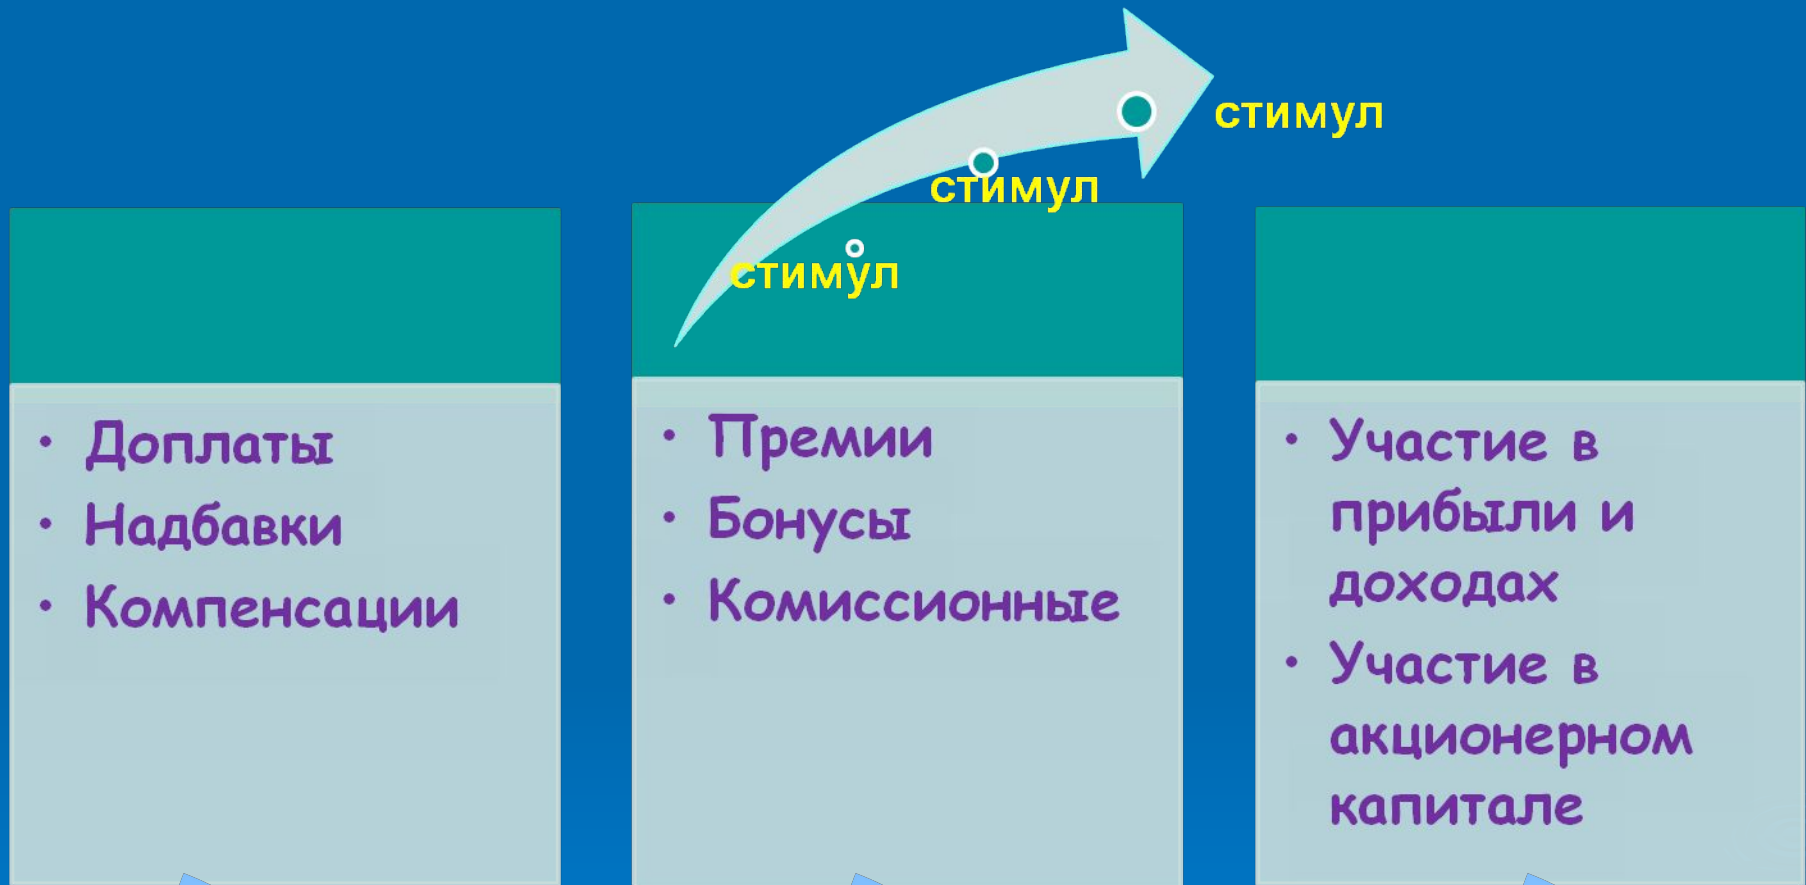 стимул
стимул
стимул
• Доплаты
• Надбавки
• Компенсации
• Премии
• Бонусы
• Комиссионные
• Участие в
прибыли и
доходах
• Участие в
акционерном
капитале